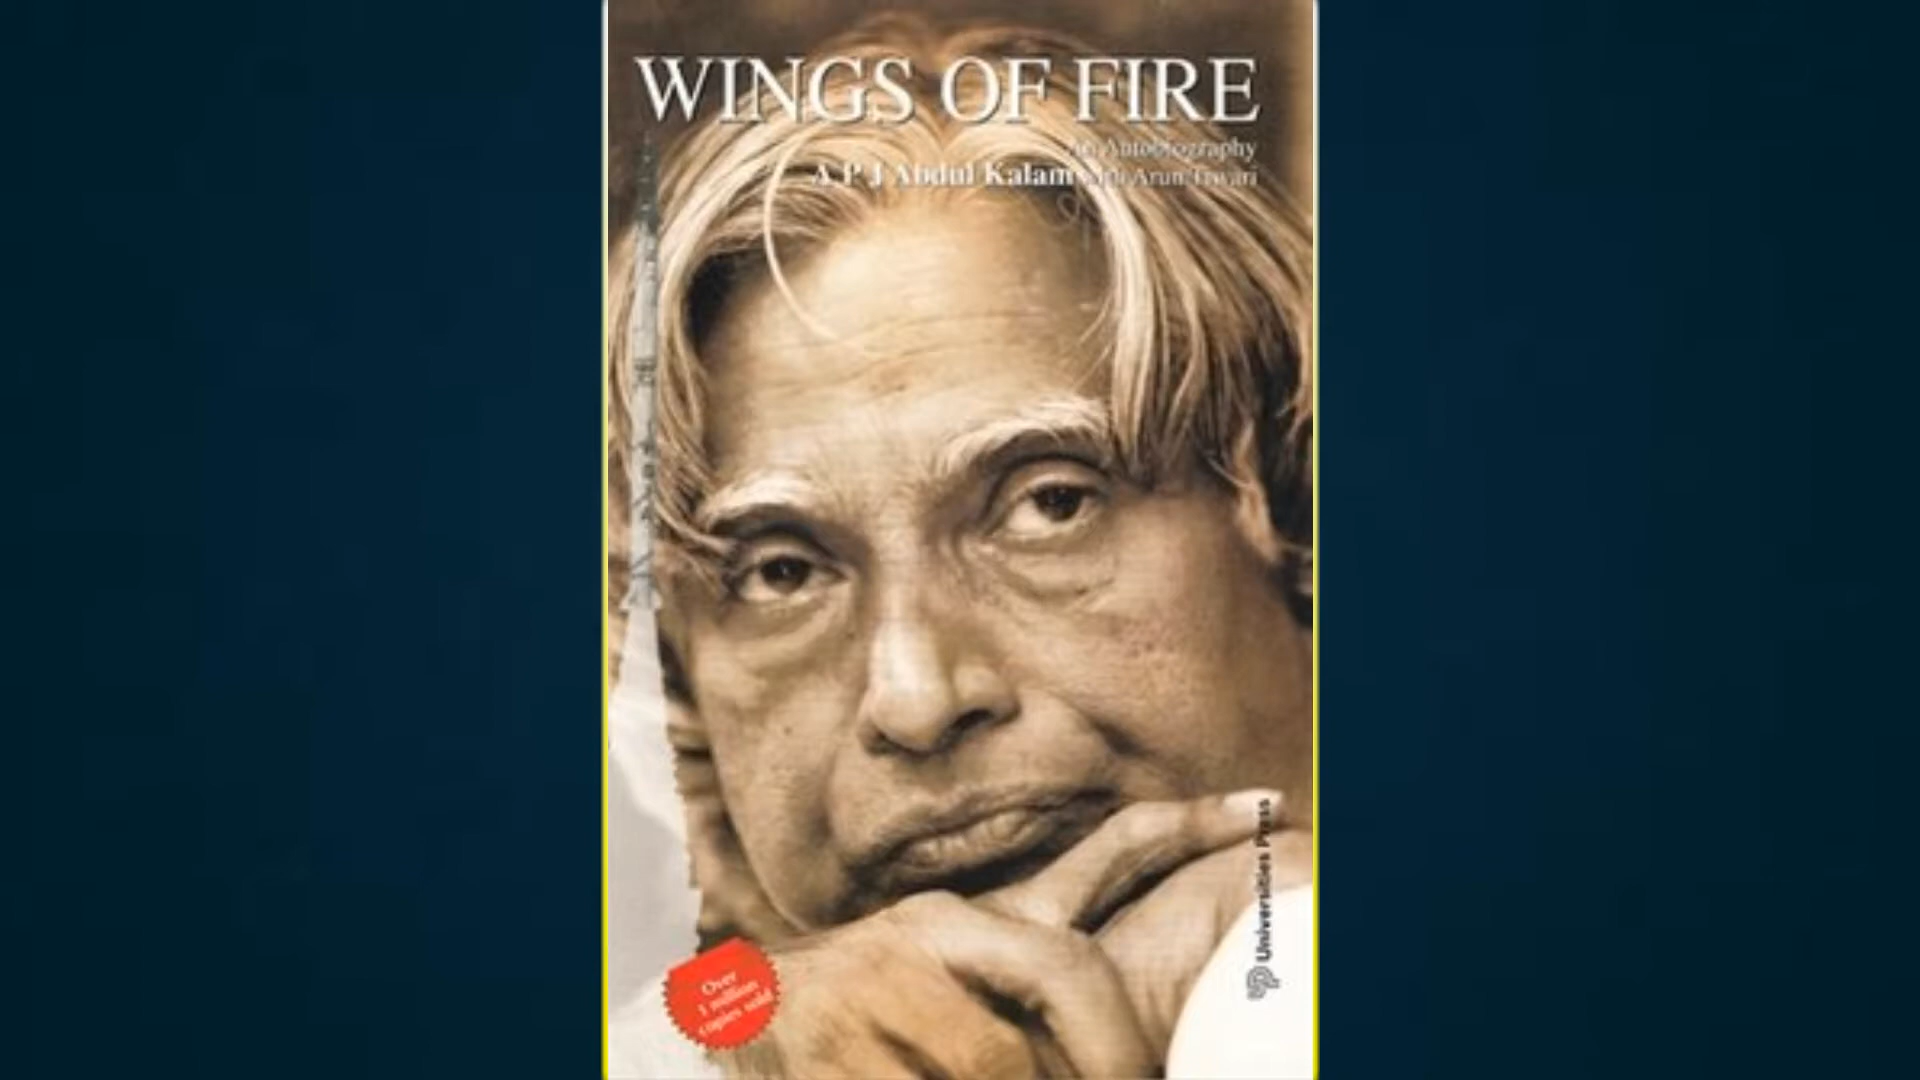 WINGS OF FIRE
An Autobiography
A P J Abdul Kalam with Arun Tiwari
Universities Press
Over
1 million
copies sold